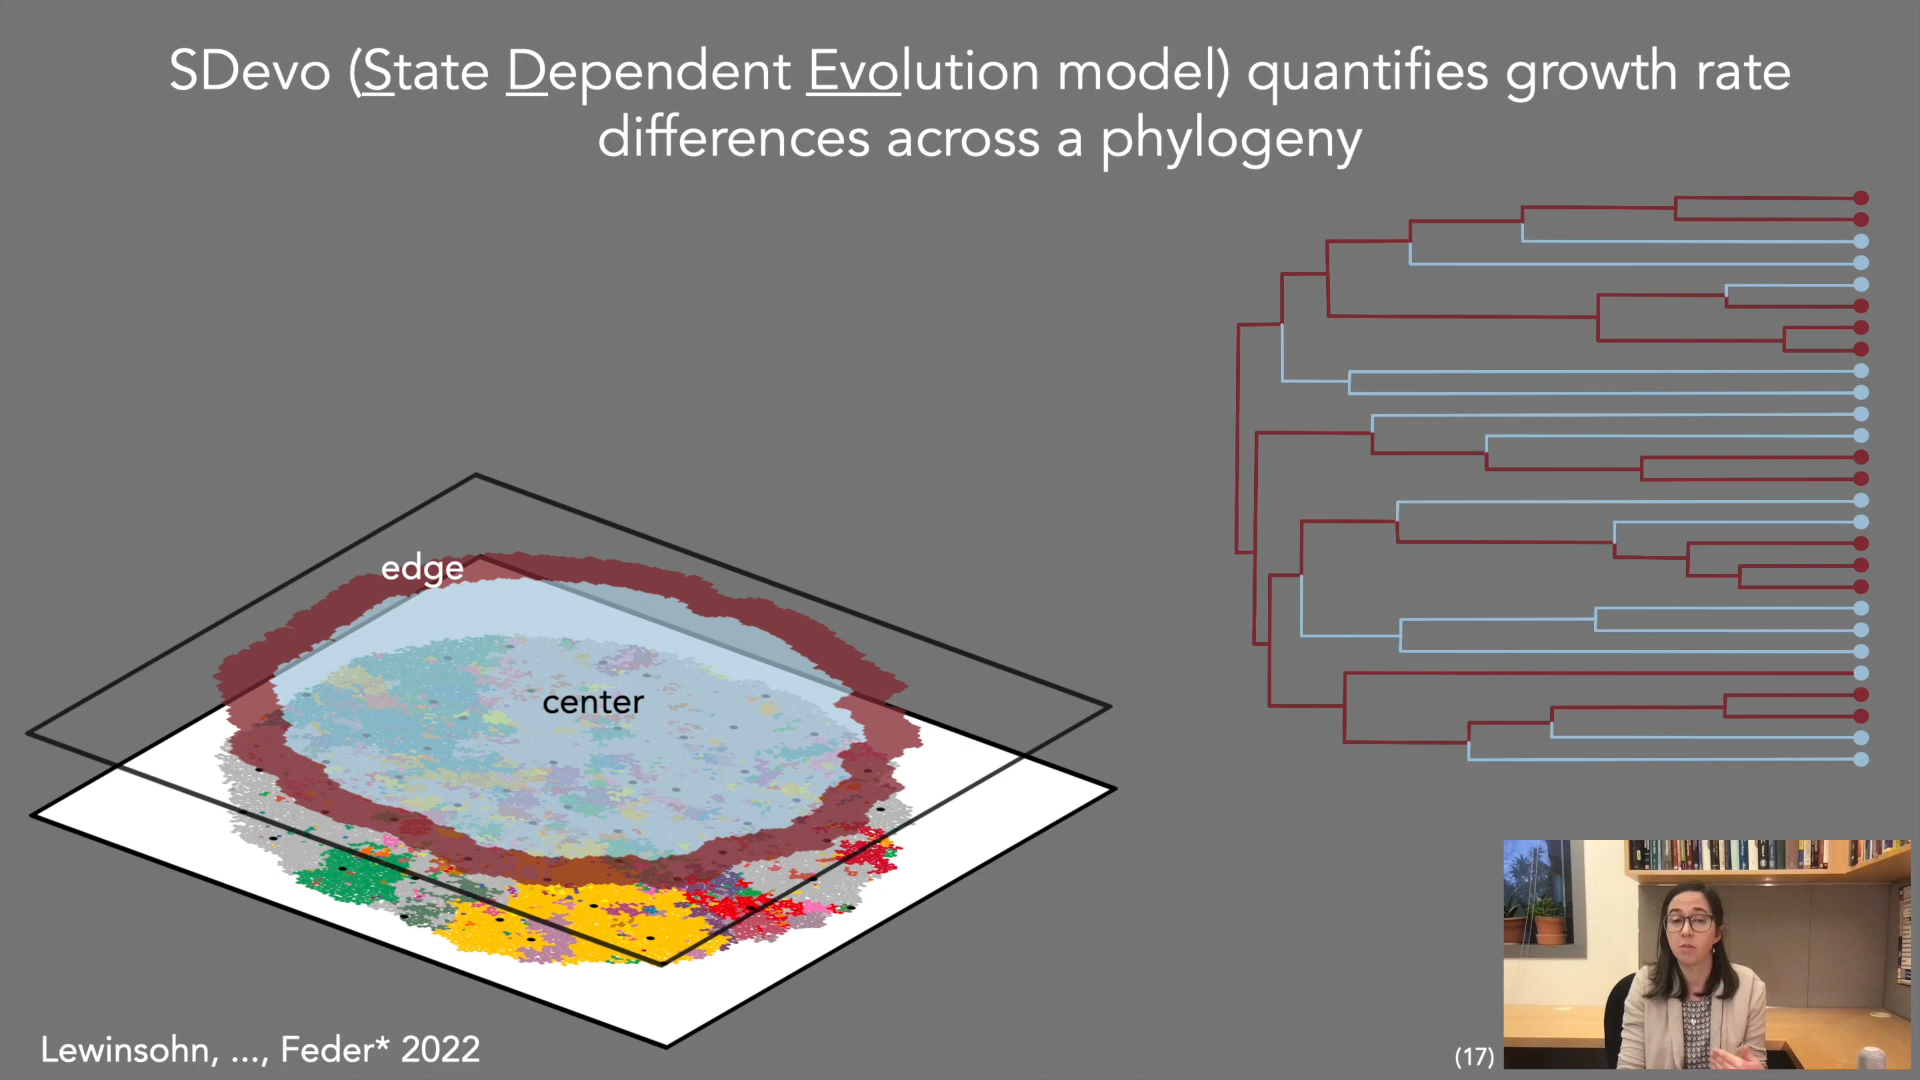 SDevo (State Dependent Evolution model) quantifies growth rate
differences across a phylogeny
edge
center
Lewinsohn, ..., Feder* 2022
(17)